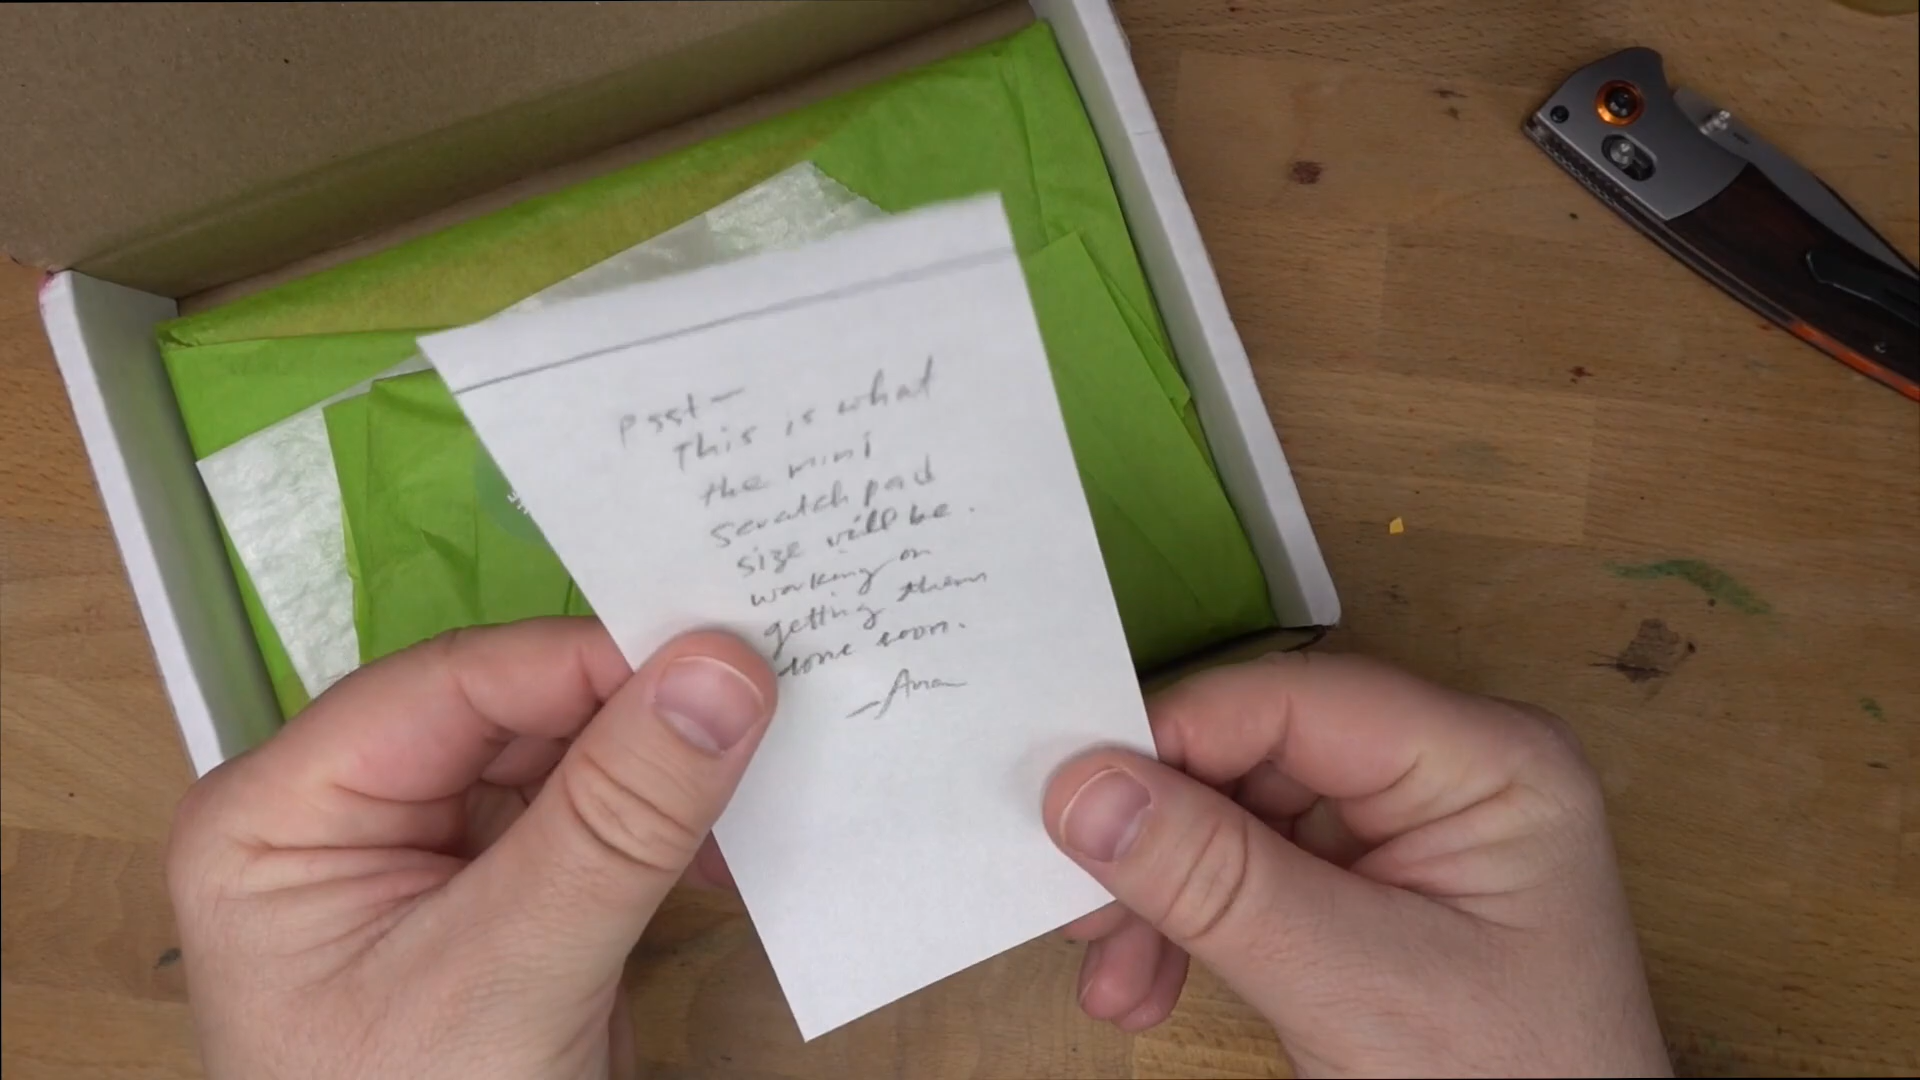 psst—
This is what
the mini
scratch pad
size will be.
working on
getting them
done soon.
—Ana